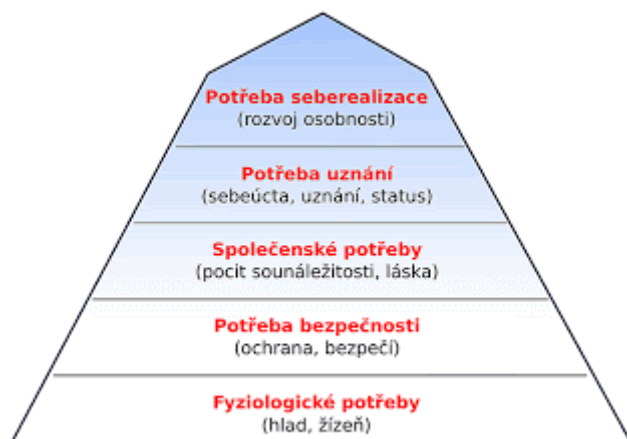 Potřeba seberealizace
(rozvoj osobnosti)
Potřeba uznání
(sebeúcta, uznání, status)
Společenské potřeby
(pocit sounáležitosti, láska)
Potřeba bezpečnosti
(ochrana, bezpečí)
Fyziologické potřeby
(hlad, žízeň)